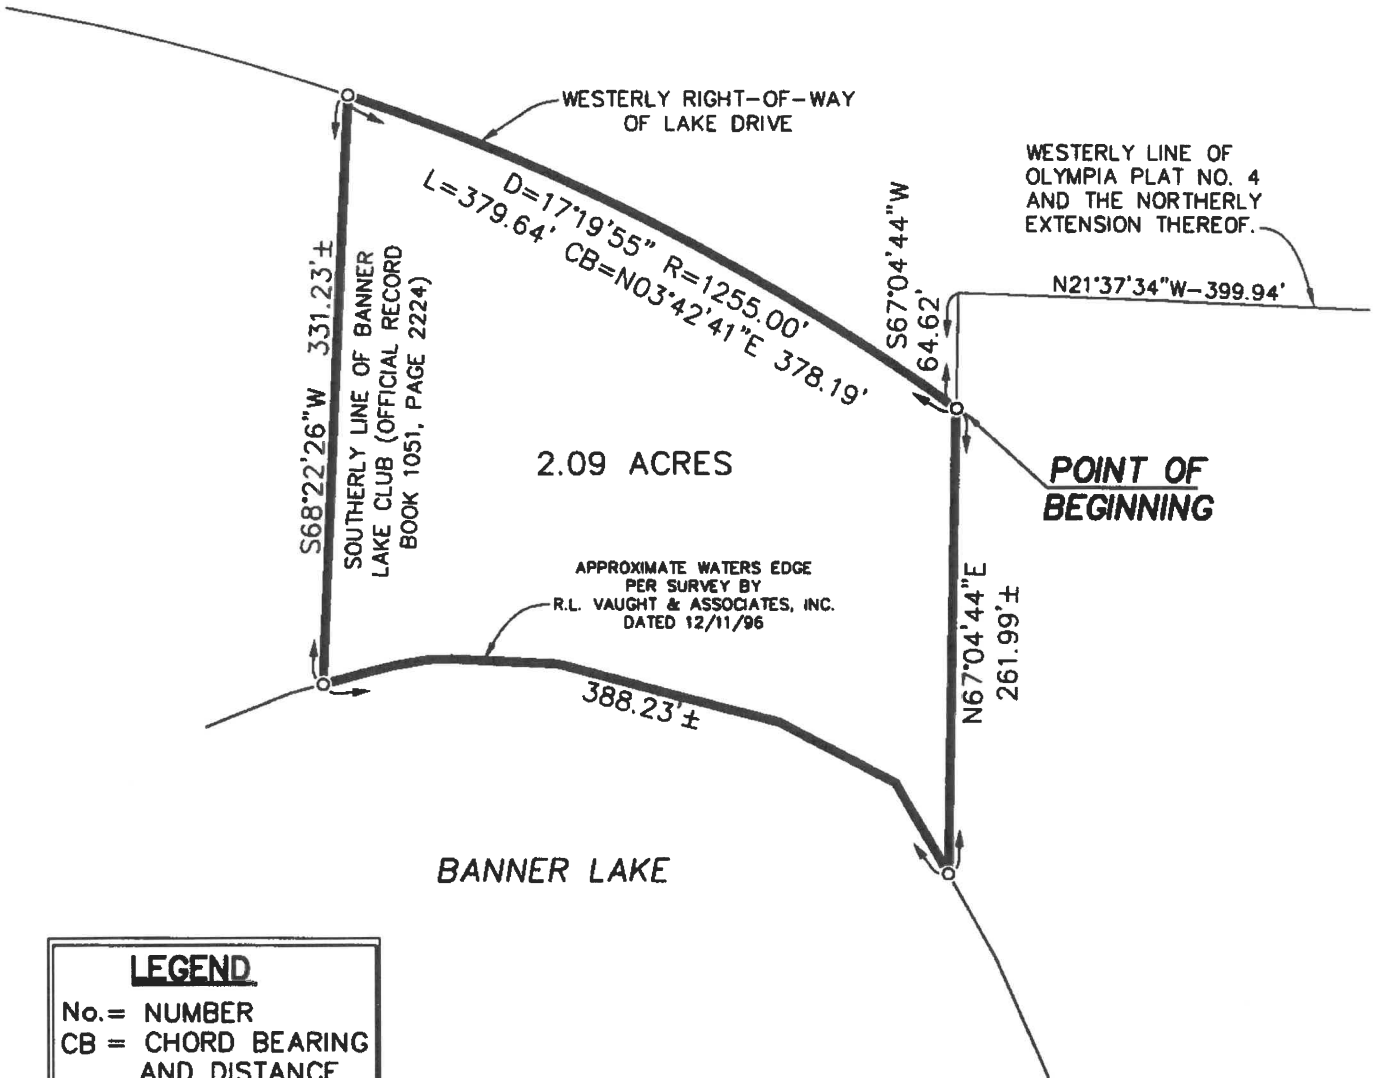 WESTERLY RIGHT-OF-WAY
OF LAKE DRIVE
WESTERLY LINE OF
OLYMPIA PLAT NO. 4
AND THE NORTHERLY
EXTENSION THEREOF.
N21°37'34"W-399.94'
S67°04'44"W
64.62'
D=17°19'55" R=1255.00'
L=379.64' CB=N03°42'41"E 378.19'
S68°22'26"W 331.23'±
SOUTHERLY LINE OF BANNER
LAKE CLUB (OFFICIAL RECORD
BOOK 1051, PAGE 2224)
2.09 ACRES
POINT OF
BEGINNING
APPROXIMATE WATERS EDGE
PER SURVEY BY
R.L. VAUGHT & ASSOCIATES, INC.
DATED 12/11/96
N67°04'44"E
261.99'±
388.23'±
BANNER LAKE
LEGEND
No.= NUMBER
CB = CHORD BEARING
AND DISTANCE